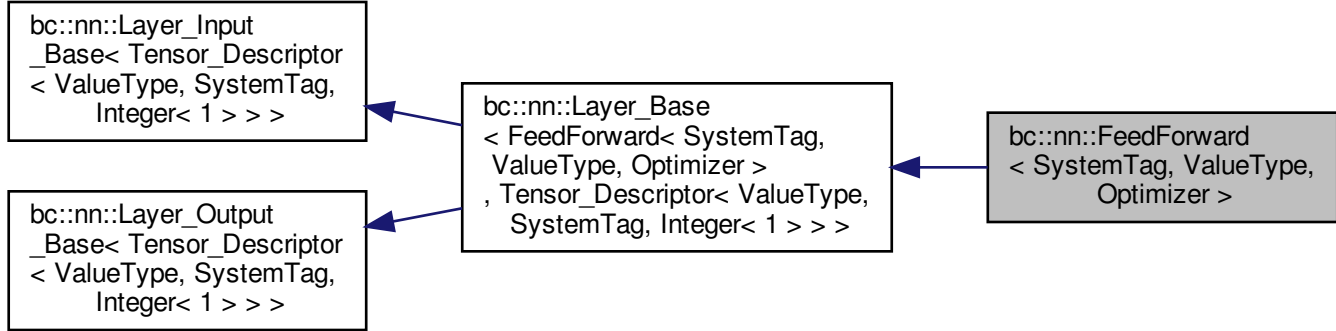 bc::nn::Layer_Input
_Base< Tensor_Descriptor
< ValueType, SystemTag,
Integer< 1 > > >
bc::nn::Layer_Output
_Base< Tensor_Descriptor
< ValueType, SystemTag,
Integer< 1 > > >
bc::nn::Layer_Base
< FeedForward< SystemTag,
ValueType, Optimizer >
, Tensor_Descriptor< ValueType,
SystemTag, Integer< 1 > > >
bc::nn::FeedForward
< SystemTag, ValueType,
Optimizer >